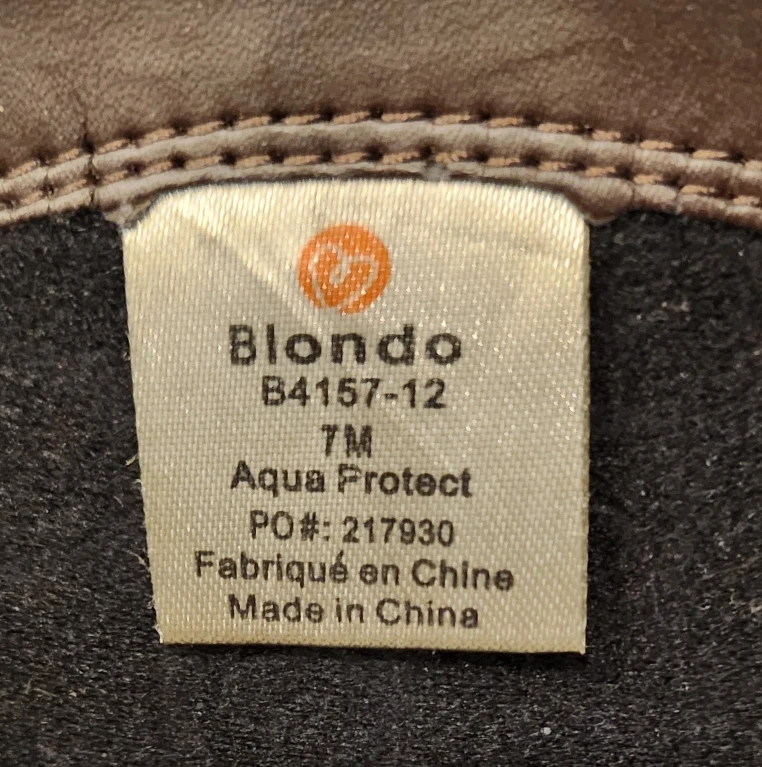 Blondo
B4157-12
7M
Aqua Protect
PO#: 217930
Fabriqué en Chine
Made in China